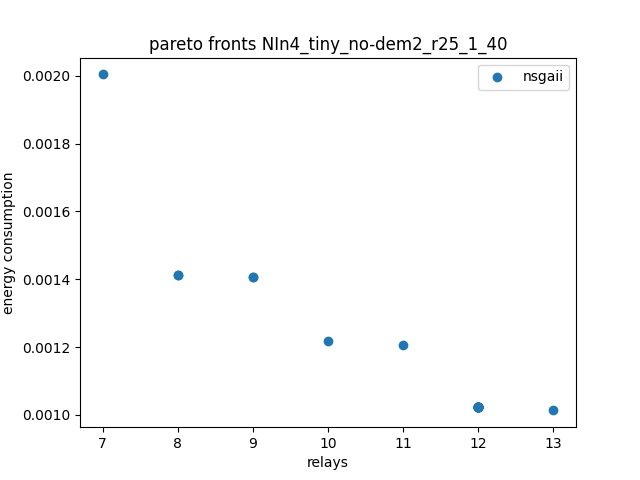 pareto fronts NIn4_tiny_no-dem2_r25_1_40
nsgaii
energy consumption
0.0020
0.0018
0.0016
0.0014
0.0012
0.0010
7 8 9 10 11 12 13
relays